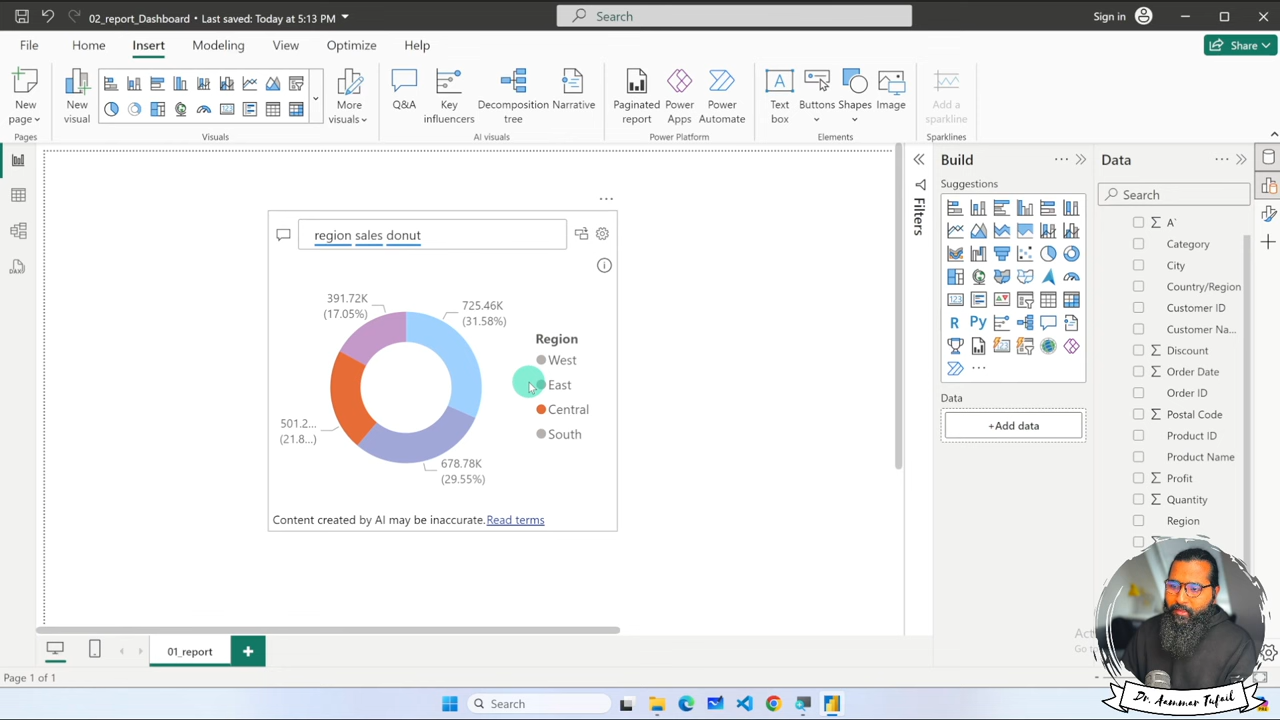 02_report_Dashboard • Last saved: Today at 5:13 PM
Search
Sign in
File
Home
Insert
Modeling
View
Optimize
Help
Share
New page
New visual
More visuals
Q&A
Key influencers
Decomposition tree
Narrative
Paginated report
Power Apps
Power Automate
Text box
Buttons
Shapes
Image
Add a sparkline
Pages
Visuals
AI visuals
Power Platform
Elements
Sparklines
region sales donut
391.72K
(17.05%)
725.46K
(31.58%)
501.2...
(21.8...)
678.78K
(29.55%)
Region
West
East
Central
South
Content created by AI may be inaccurate. Read terms
Filters
Build
Suggestions
R
Py
Data
+Add data
Data
Search
A`
Category
City
Country/Region
Customer ID
Customer Na...
Discount
Order Date
Order ID
Postal Code
Product ID
Product Name
Profit
Quantity
Region
01_report
Page 1 of 1
Search
Dr. Aammar Tufail